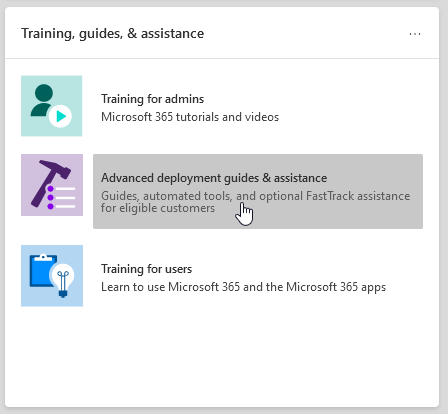 Training, guides, & assistance
Training for admins
Microsoft 365 tutorials and videos
Advanced deployment guides & assistance
Guides, automated tools, and optional FastTrack assistance
for eligible customers
Training for users
Learn to use Microsoft 365 and the Microsoft 365 apps